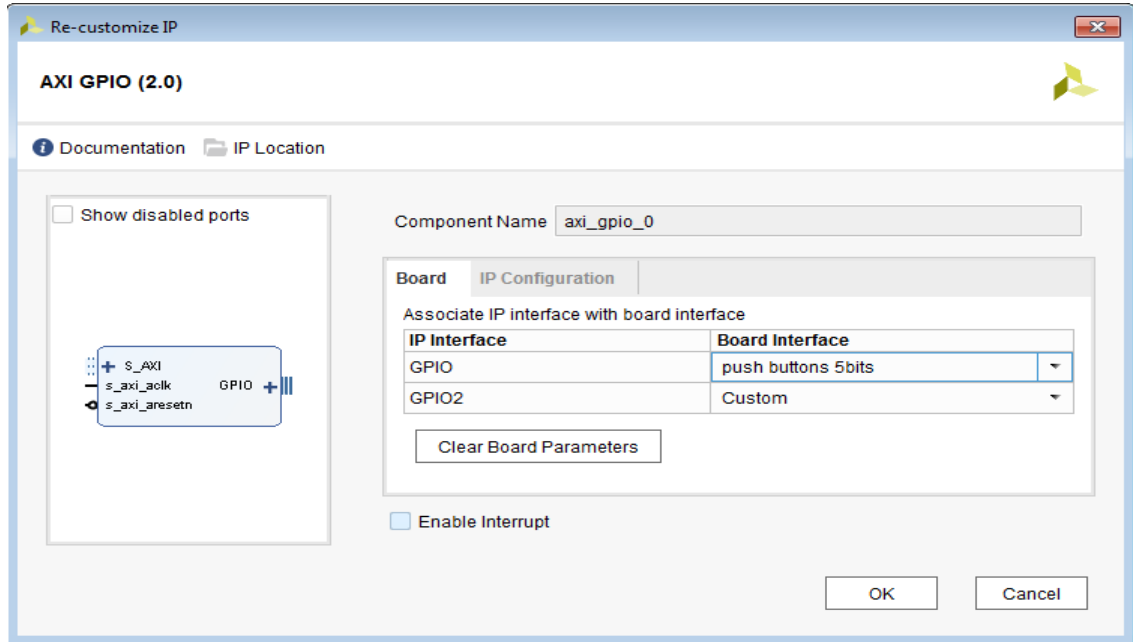 Re-customize IP
AXI GPIO (2.0)
Documentation IP Location
Show disabled ports
S_AXI
s_axi_aclk GPIO
s_axi_aresetn
Component Name axi_gpio_0
Board IP Configuration
Associate IP interface with board interface
IP Interface Board Interface
GPIO push buttons 5bits
GPIO2 Custom
Clear Board Parameters
Enable Interrupt
OK Cancel